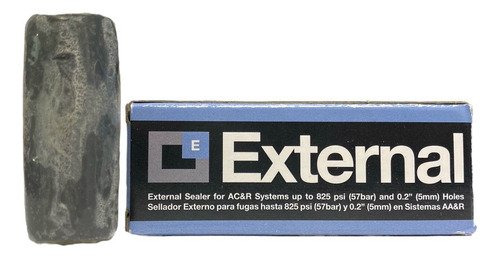 E
External
External Sealer for AC&R Systems up to 825 psi (57bar) and 0.2" (5mm) Holes
Sellador Externo para fugas hasta 825 psi (57bar) y 0.2" (5mm) en Sistemas AA&R